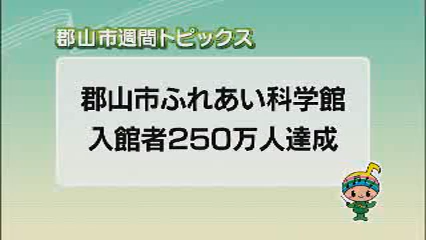 郡山市週間トピックス
郡山市ふれあい科学館
入館者250万人達成